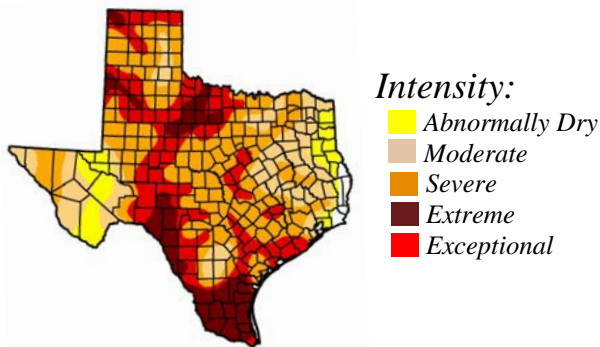 Intensity:
Abnormally Dry
Moderate
Severe
Extreme
Exceptional